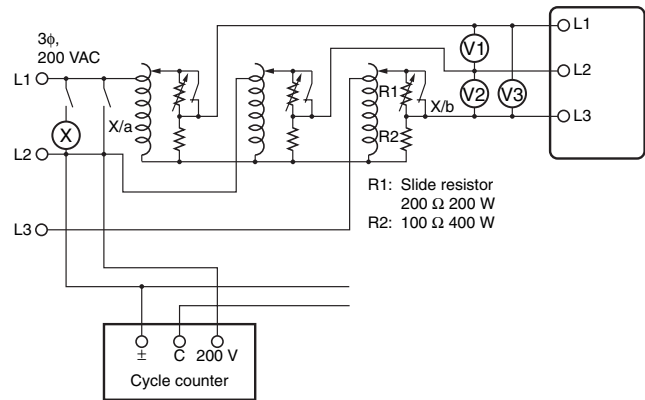 3ϕ,
200 VAC
L1
L2
L3
X
X/a
R1
R2
X/b
V1
V2
V3
L1
L2
L3
R1: Slide resistor
200 Ω 200 W
R2: 100 Ω 400 W
± C 200 V
Cycle counter